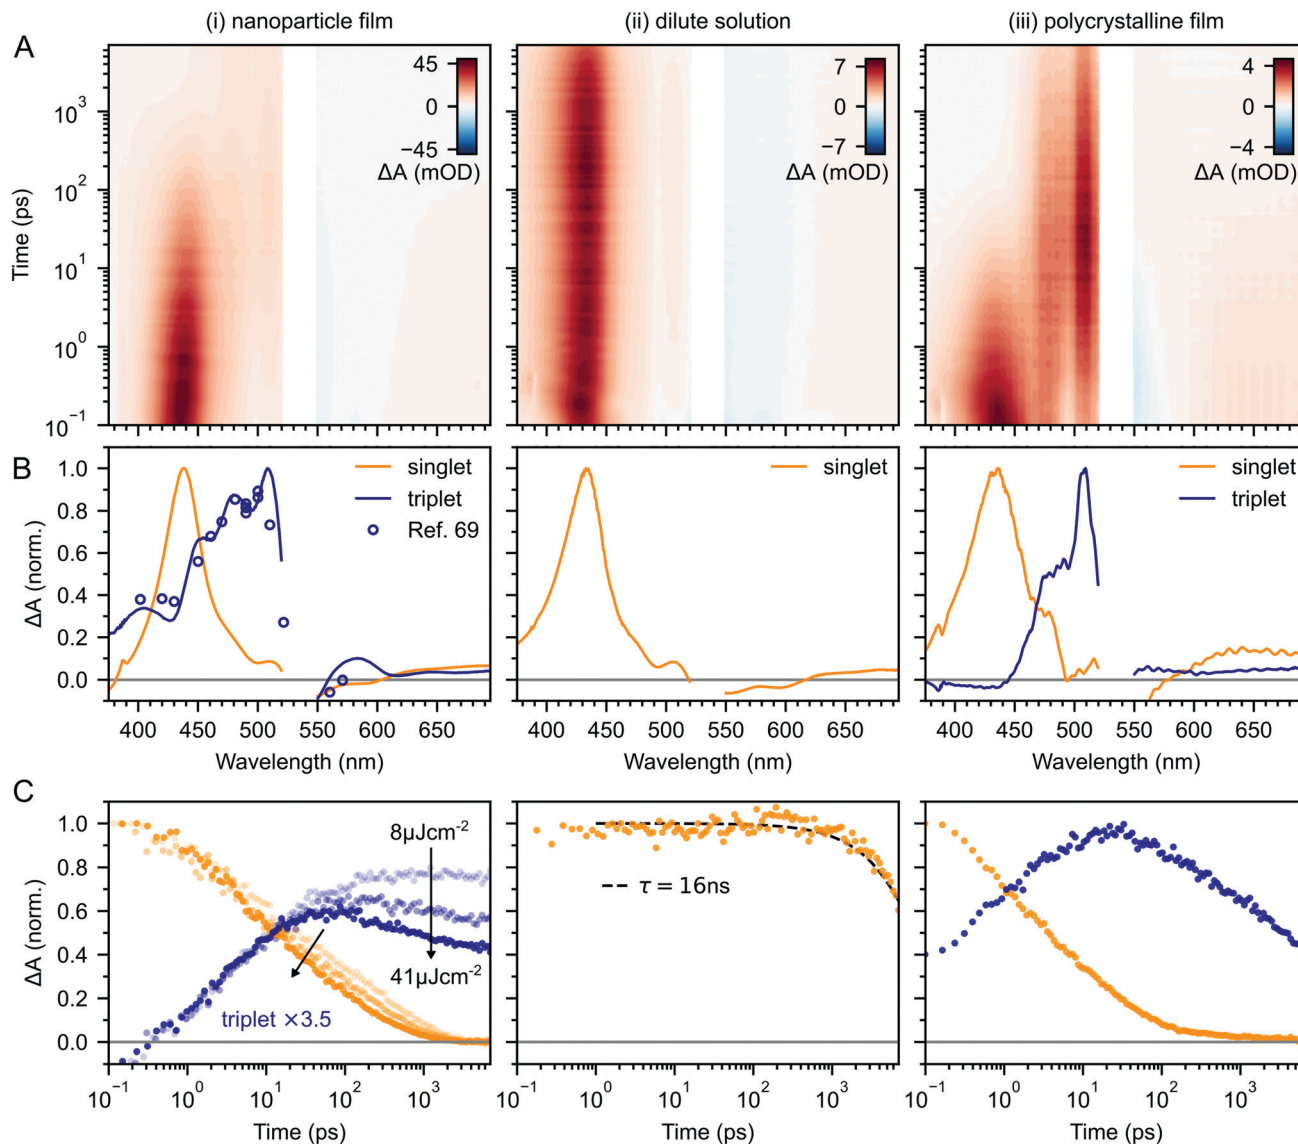 (i) nanoparticle film
(ii) dilute solution
(iii) polycrystalline film
A
Time (ps)
10³
10²
10¹
10⁰
10⁻¹
45
0
−45
ΔA (mOD)
7
0
−7
ΔA (mOD)
4
0
−4
ΔA (mOD)
B
ΔA (norm.)
1.0
0.8
0.6
0.4
0.2
0.0
singlet
triplet
Ref. 69
singlet
singlet
triplet
400 450 500 550 600 650
400 450 500 550 600 650
400 450 500 550 600 650
Wavelength (nm)
Wavelength (nm)
Wavelength (nm)
C
ΔA (norm.)
1.0
0.8
0.6
0.4
0.2
0.0
8μJcm⁻²
41μJcm⁻²
triplet ×3.5
τ = 16ns
10⁻¹ 10⁰ 10¹ 10² 10³
10⁻¹ 10⁰ 10¹ 10² 10³
10⁻¹ 10⁰ 10¹ 10² 10³
Time (ps)
Time (ps)
Time (ps)